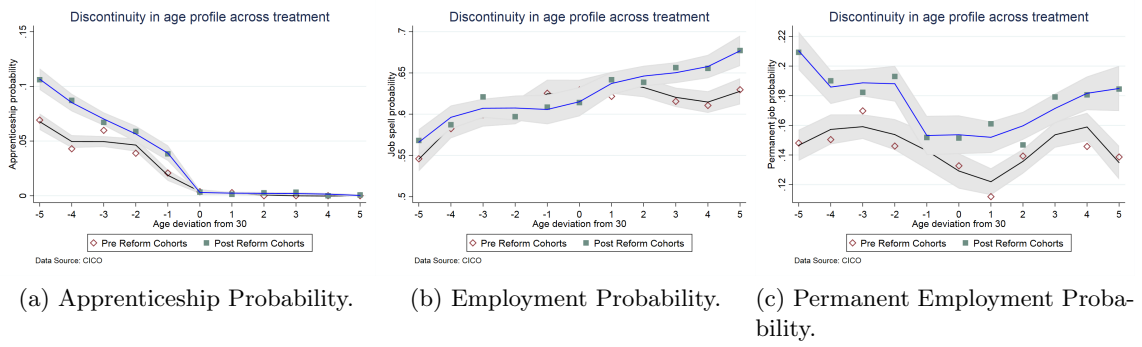 Discontinuity in age profile across treatment
Apprenticeship probability
.15
.1
.05
0
-5 -4 -3 -2 -1 0 1 2 3 4 5
Age deviation from 30
Pre Reform Cohorts Post Reform Cohorts
Data Source: CICO
(a) Apprenticeship Probability.
Discontinuity in age profile across treatment
Job spell probability
.7
.65
.6
.55
.5
-5 -4 -3 -2 -1 0 1 2 3 4 5
Age deviation from 30
Pre Reform Cohorts Post Reform Cohorts
Data Source: CICO
(b) Employment Probability.
Discontinuity in age profile across treatment
Permanent job probability
.22
.2
.18
.16
.14
.12
-5 -4 -3 -2 -1 0 1 2 3 4 5
Age deviation from 30
Pre Reform Cohorts Post Reform Cohorts
Data Source: CICO
(c) Permanent Employment Proba-
bility.